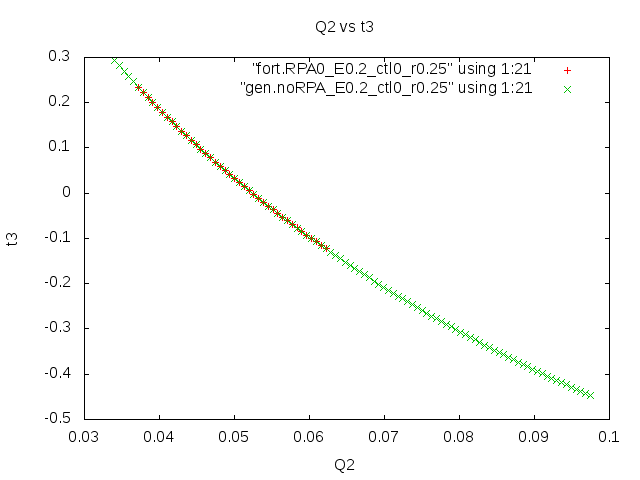 Q2 vs t3
"fort.RPA0_E0.2_ctl0_r0.25" using 1:21
"gen.noRPA_E0.2_ctl0_r0.25" using 1:21
0.3
0.2
0.1
0
-0.1
-0.2
-0.3
-0.4
-0.5
t3
0.03 0.04 0.05 0.06 0.07 0.08 0.09 0.1
Q2